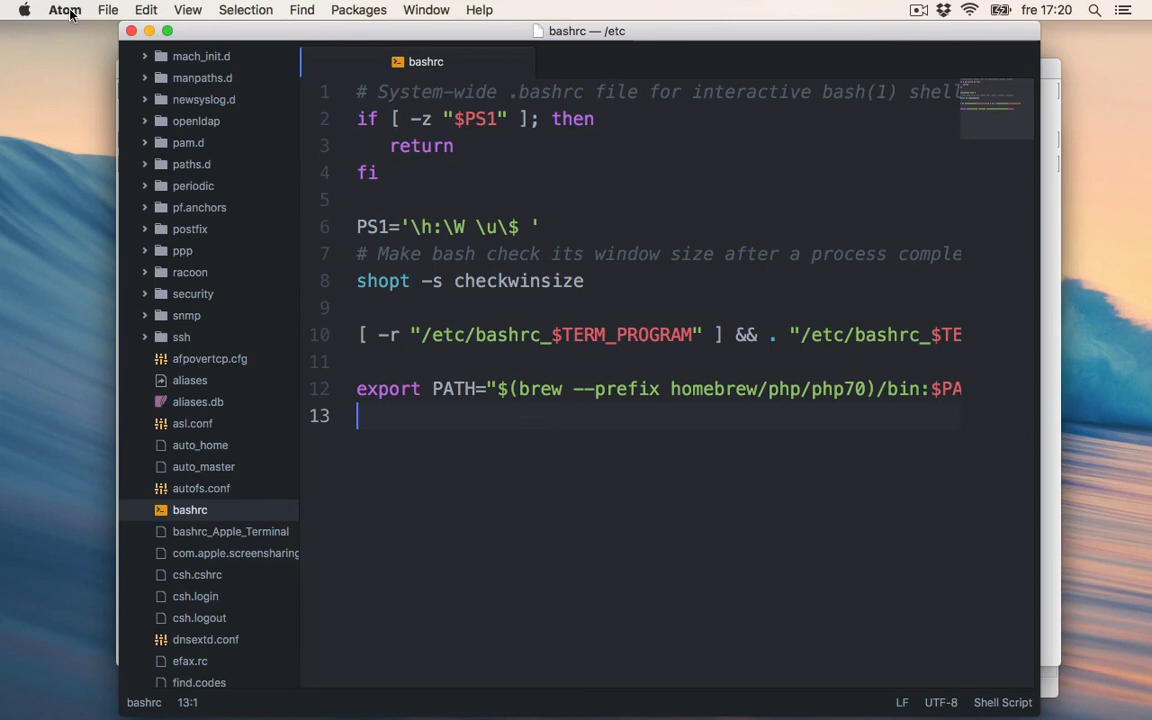 Atom File Edit View Selection Find Packages Window Help fre 17:20
bashrc — /etc
mach_init.d
manpaths.d
newsyslog.d
openldap
pam.d
paths.d
periodic
pf.anchors
postfix
ppp
racoon
security
snmp
ssh
afpovertcp.cfg
aliases
aliases.db
asl.conf
auto_home
auto_master
autofs.conf
bashrc
bashrc_Apple_Terminal
com.apple.screensharing
csh.cshrc
csh.login
csh.logout
dnsextd.conf
efax.rc
find.codes
bashrc
1 # System-wide .bashrc file for interactive bash(1) shell
2 if [ -z "$PS1" ]; then
3 return
4 fi
5
6 PS1='\h:\W \u\$ '
7 # Make bash check its window size after a process comple
8 shopt -s checkwinsize
9
10 [ -r "/etc/bashrc_$TERM_PROGRAM" ] && . "/etc/bashrc_$TE
11
12 export PATH="$(brew --prefix homebrew/php/php70)/bin:$PA
13
bashrc 13:1 LF UTF-8 Shell Script